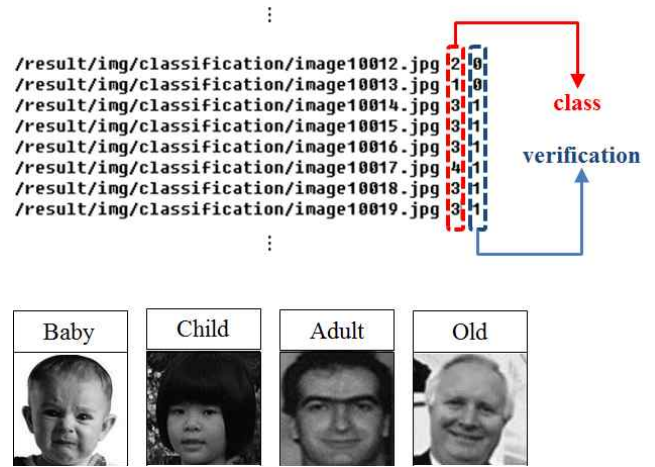 ⋮
/result/img/classification/image10012.jpg 2 0
/result/img/classification/image10013.jpg 1 0
/result/img/classification/image10014.jpg 3 1
/result/img/classification/image10015.jpg 3 1
/result/img/classification/image10016.jpg 3 1
/result/img/classification/image10017.jpg 4 1
/result/img/classification/image10018.jpg 3 1
/result/img/classification/image10019.jpg 3 1
⋮
class
verification
Baby Child Adult Old